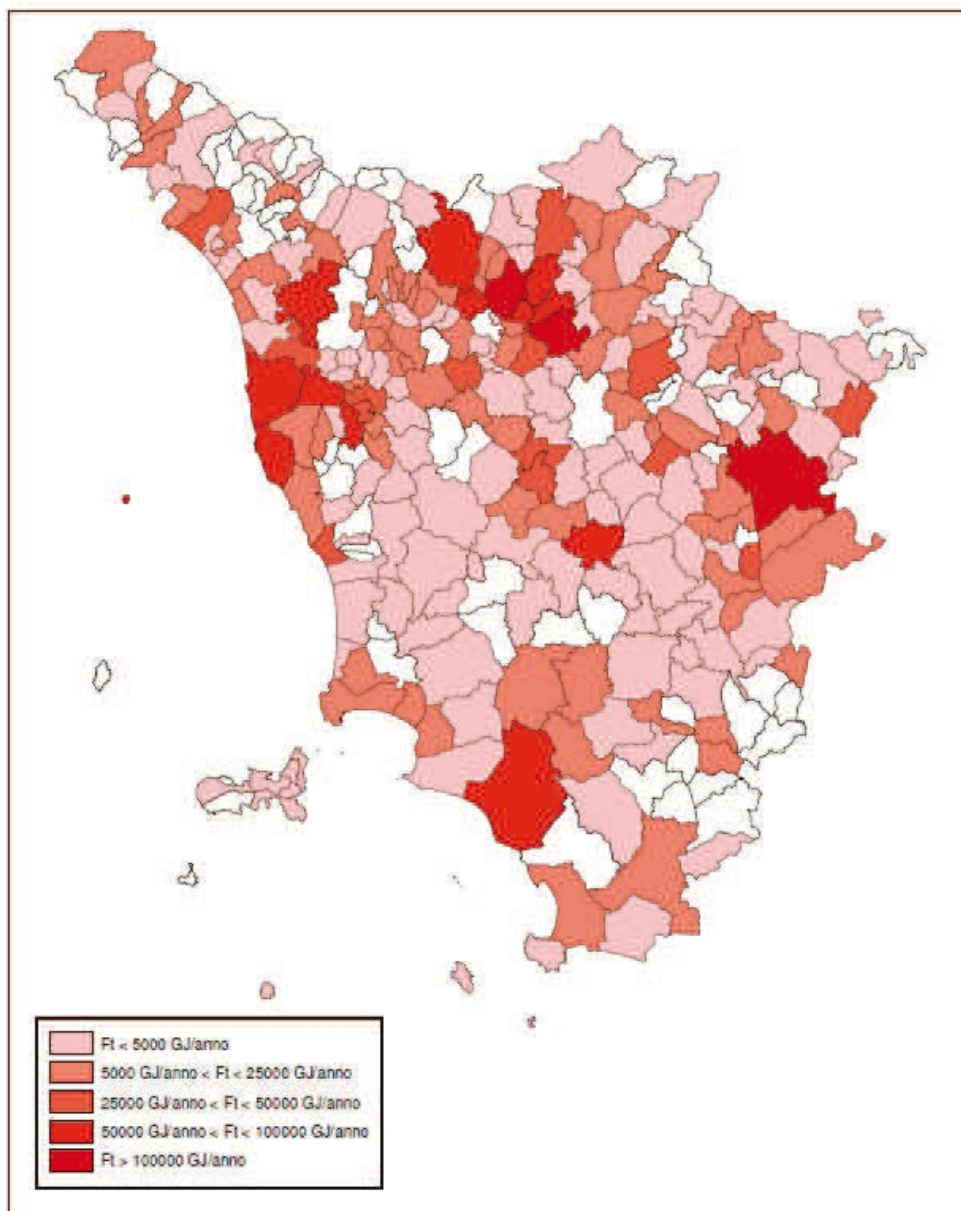 Ft < 5000 GJ/anno
5000 GJ/anno < Ft < 25000 GJ/anno
25000 GJ/anno < Ft < 50000 GJ/anno
50000 GJ/anno < Ft < 100000 GJ/anno
Ft > 100000 GJ/anno